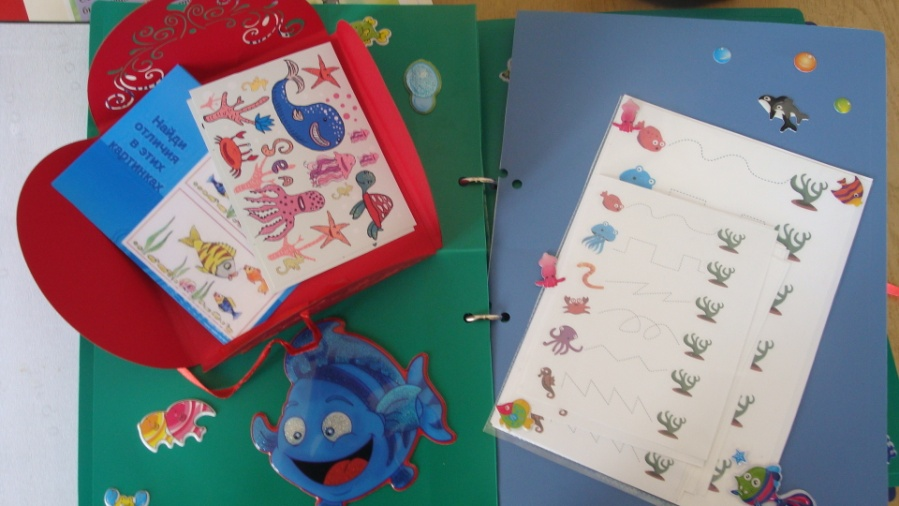 Найди
отличия
в этих
картинках